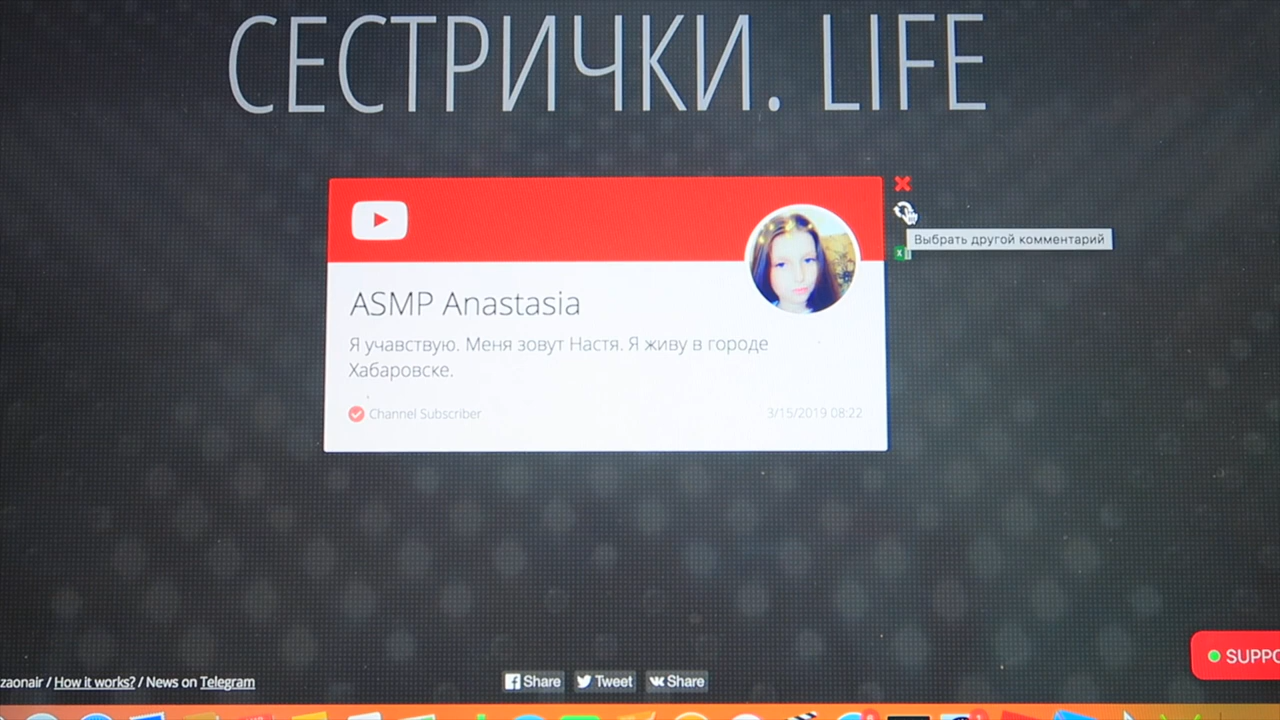 СЕСТРИЧКИ. LIFE
Выбрать другой комментарий
ASMP Anastasia
Я учавствую. Меня зовут Настя. Я живу в городе
Хабаровске.
Channel Subscriber
3/15/2019 08:22
SUPPO
zaonair / How it works? / News on Telegram
Share
Tweet
Share